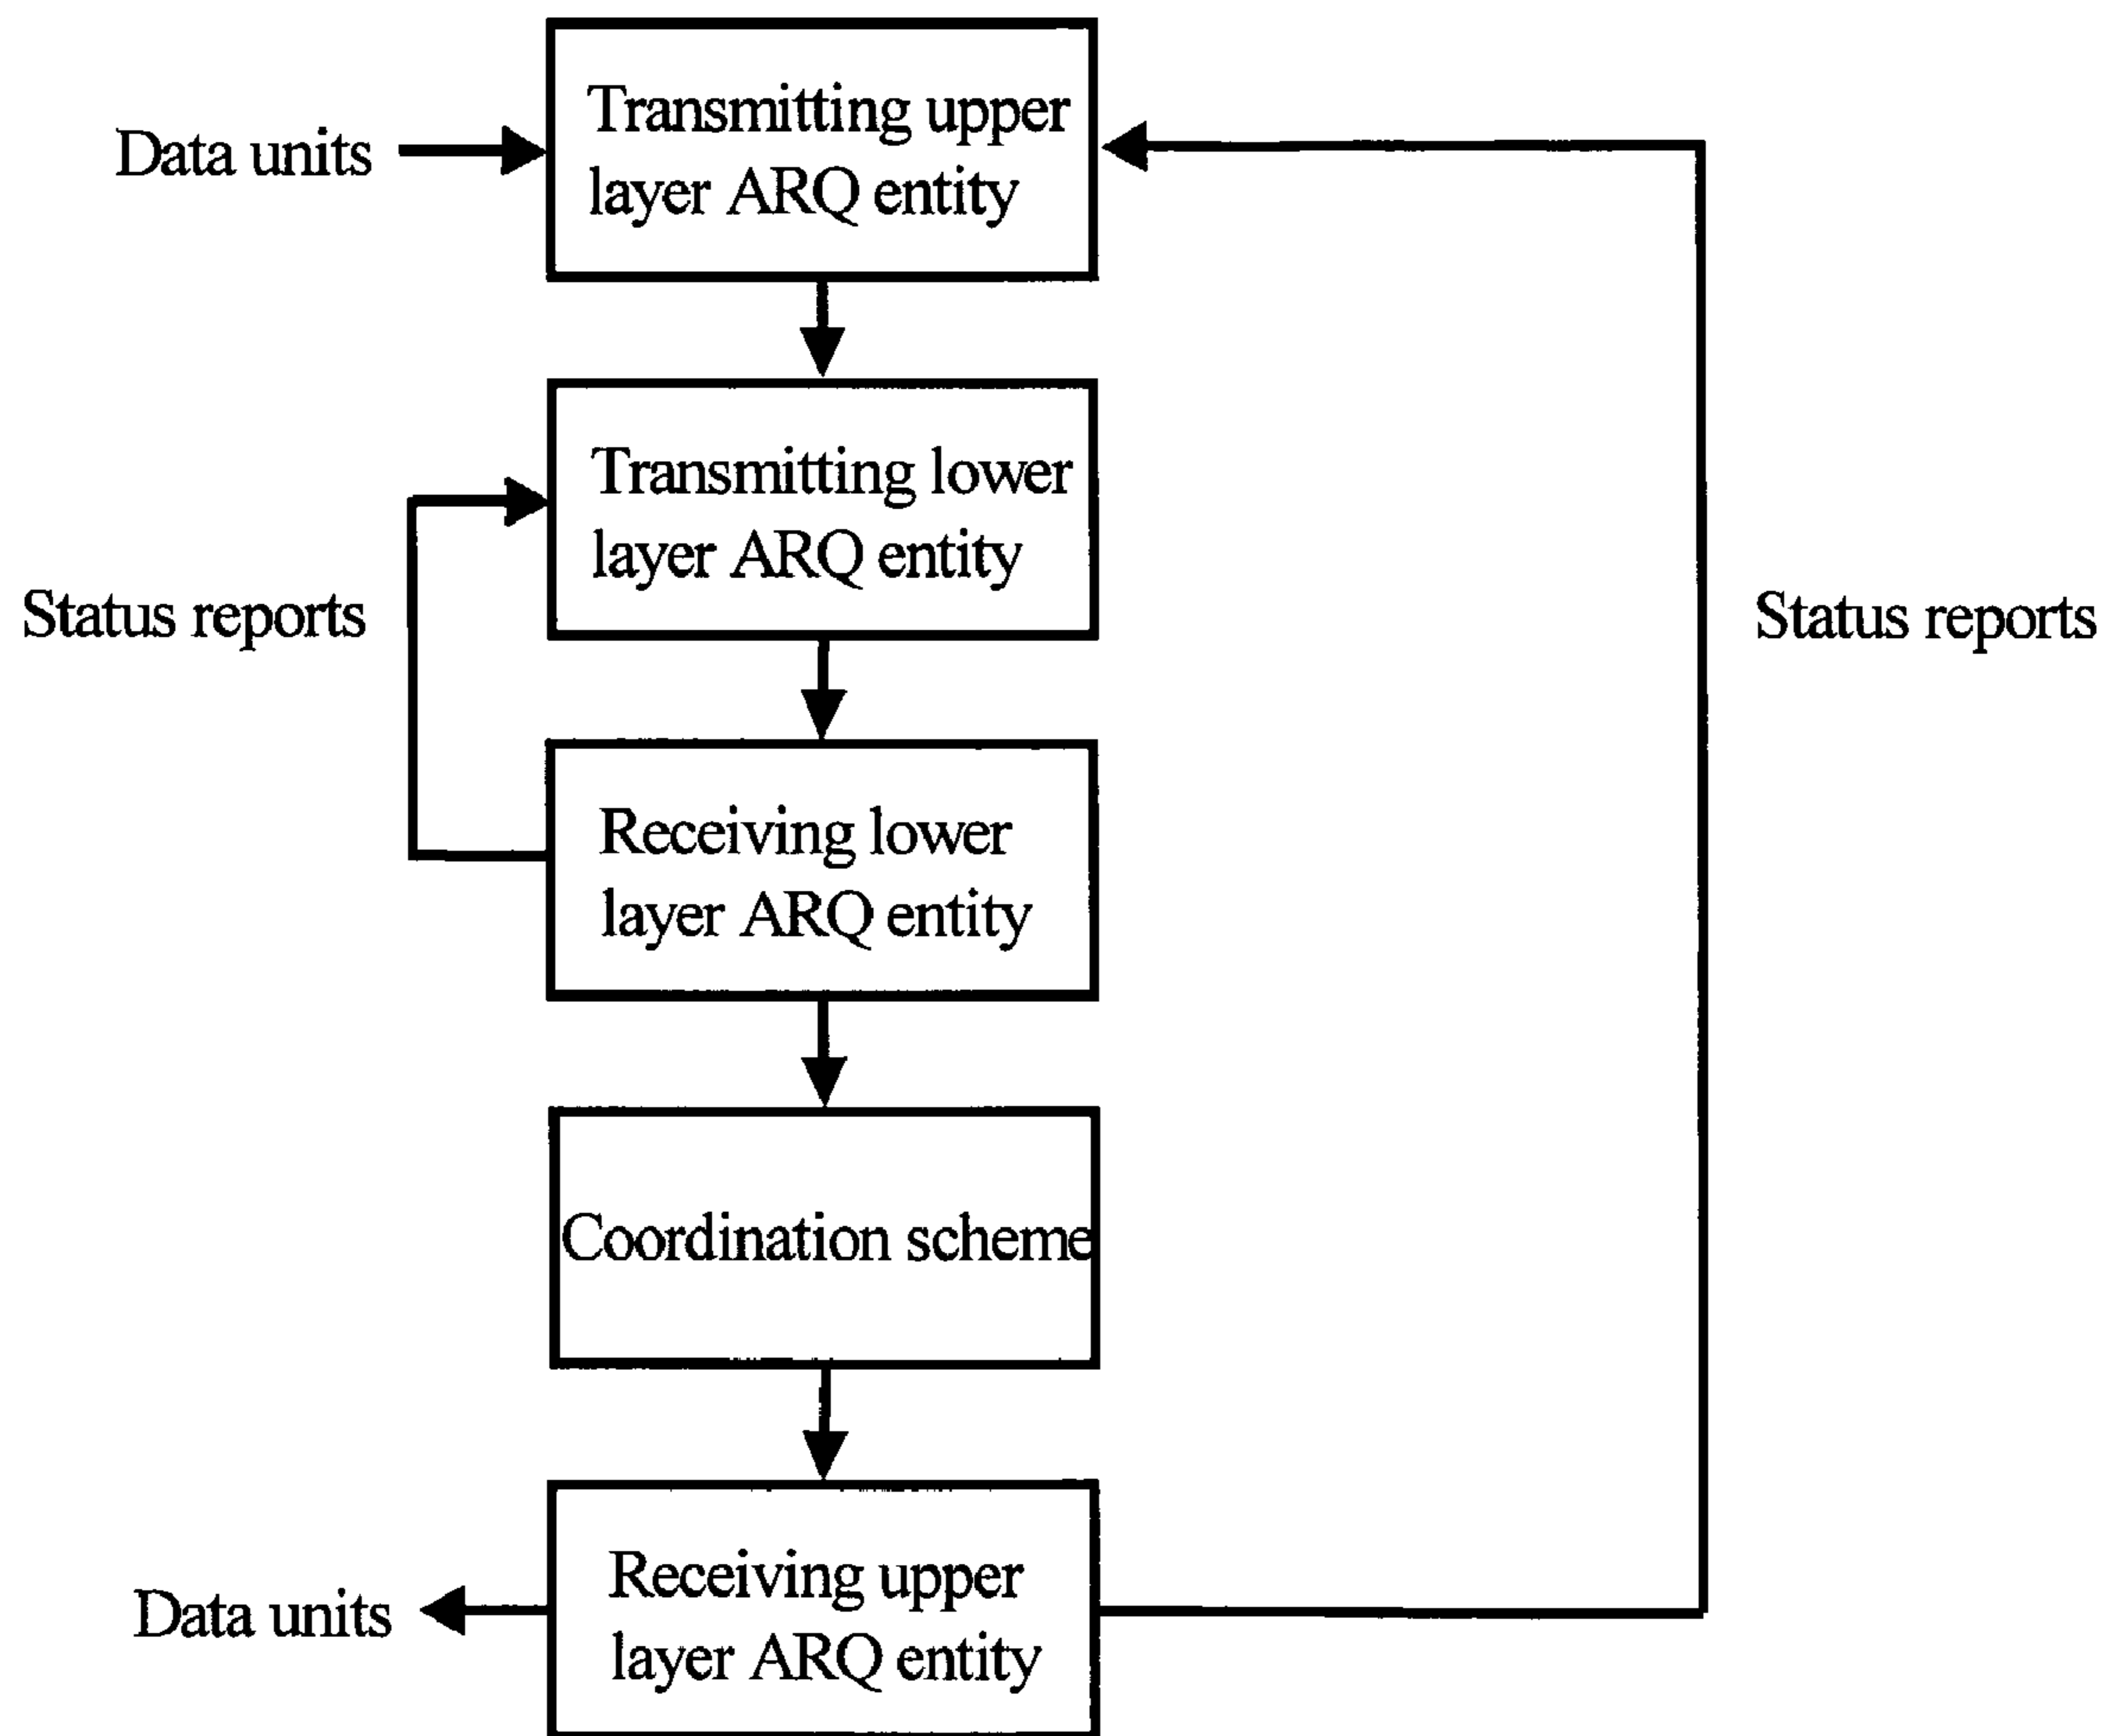 Transmitting upper
layer ARQ entity
Data units
Transmitting lower
layer ARQ entity
Status reports
Status reports
Receiving lower
layer ARQ entity
Coordination scheme
Receiving upper
layer ARQ entity
Data units